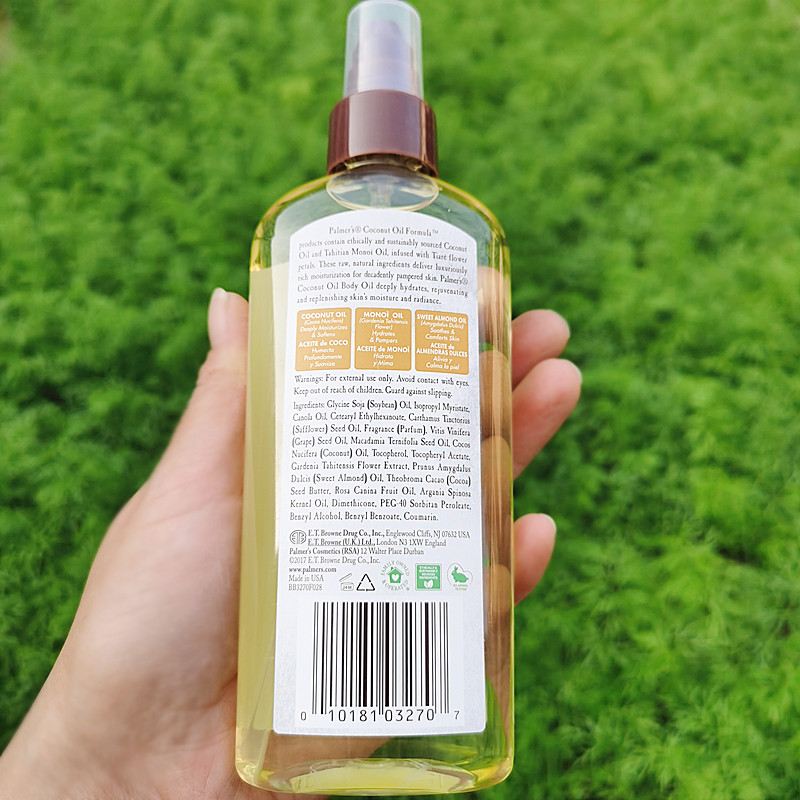 Palmer's® Coconut Oil Formula™
products contain ethically and sustainably sourced Coconut
Oil and Tahitian Monoi Oil, infused with Tiaré flower
petals. These raw, natural ingredients deliver luxuriously
rich moisturization for decadently pampered skin. Palmer's®
Coconut Oil Body Oil deeply hydrates, rejuvenating
and replenishing skin's moisture and radiance.
COCONUT OIL
(Cocos Nucifera)
Deeply Moisturizes
& Softens
ACEITE de COCO
Humecta
Profundamente
y Suaviza
MONOÏ OIL
(Gardenia Tahitensis
Flower)
Hydrates
& Pampers
ACEITE de MONOÏ
Hidrata
y Mima
SWEET ALMOND OIL
(Amygdalus Dulcis)
Soothes &
Comforts Skin
ACEITE de
ALMENDRAS DULCES
Alivia y
Calma la piel
Warnings: For external use only. Avoid contact with eyes.
Keep out of reach of children. Guard against slipping.
Ingredients: Glycine Soja (Soybean) Oil, Isopropyl Myristate,
Canola Oil, Cetearyl Ethylhexanoate, Carthamus Tinctorius
(Safflower) Seed Oil, Fragrance (Parfum), Vitis Vinifera
(Grape) Seed Oil, Macadamia Ternifolia Seed Oil, Cocos
Nucifera (Coconut) Oil, Tocopherol, Tocopheryl Acetate,
Gardenia Tahitensis Flower Extract, Prunus Amygdalus
Dulcis (Sweet Almond) Oil, Theobroma Cacao (Cocoa)
Seed Butter, Rosa Canina Fruit Oil, Argania Spinosa
Kernel Oil, Dimethicone, PEG-40 Sorbitan Peroleate,
Benzyl Alcohol, Benzyl Benzoate, Coumarin.
ETB
E.T. Browne Drug Co., Inc., Englewood Cliffs, NJ 07632 USA
E.T. Browne (U.K.) Ltd., London N3 1XW England
Palmer's Cosmetics (RSA) 12 Walter Place Durban
©2017 E.T. Browne Drug Co., Inc.
www.palmers.com
Made in USA
BB3270F028
24 M
FAMILY OWNED
& OPERATED
0 10181 03270 7